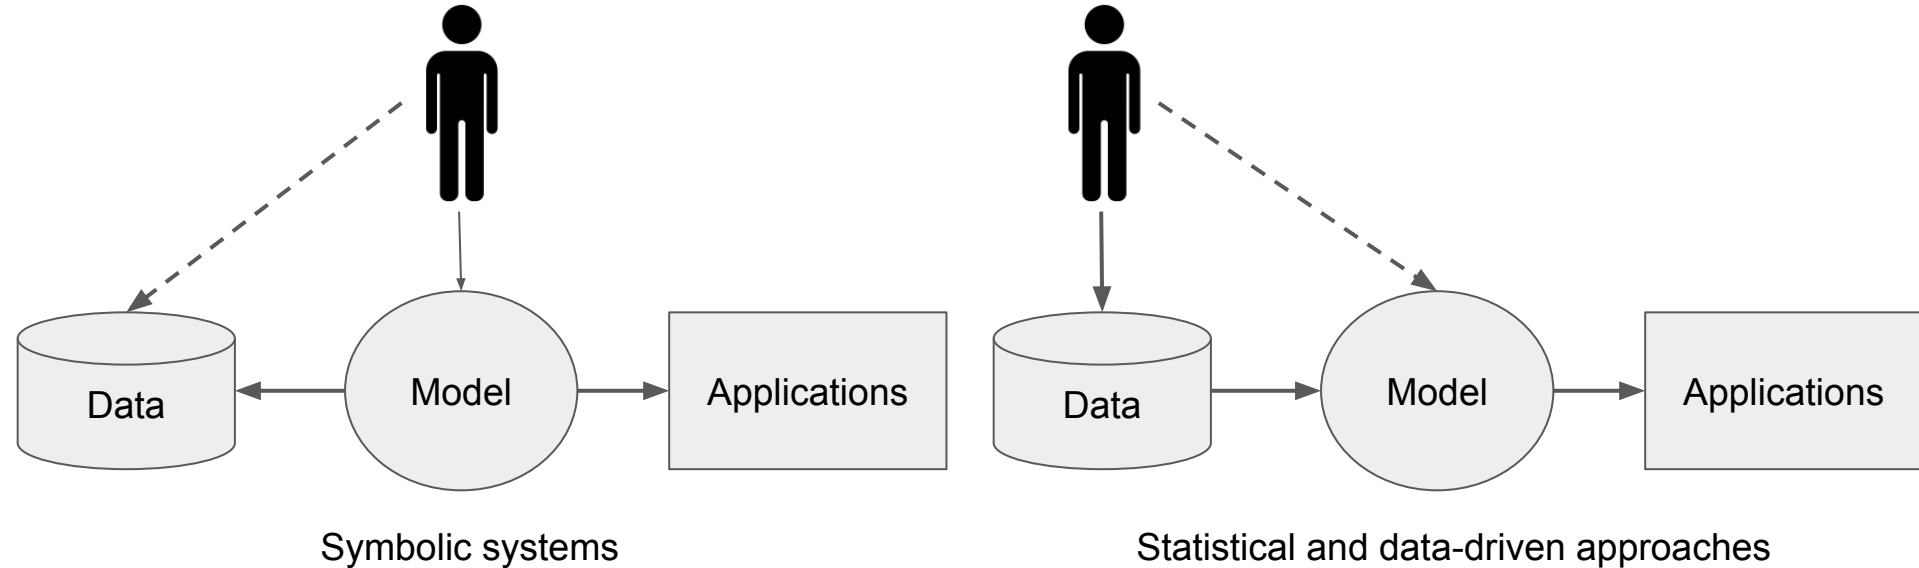 Data
Model
Applications
Symbolic systems
Data
Model
Applications
Statistical and data-driven approaches